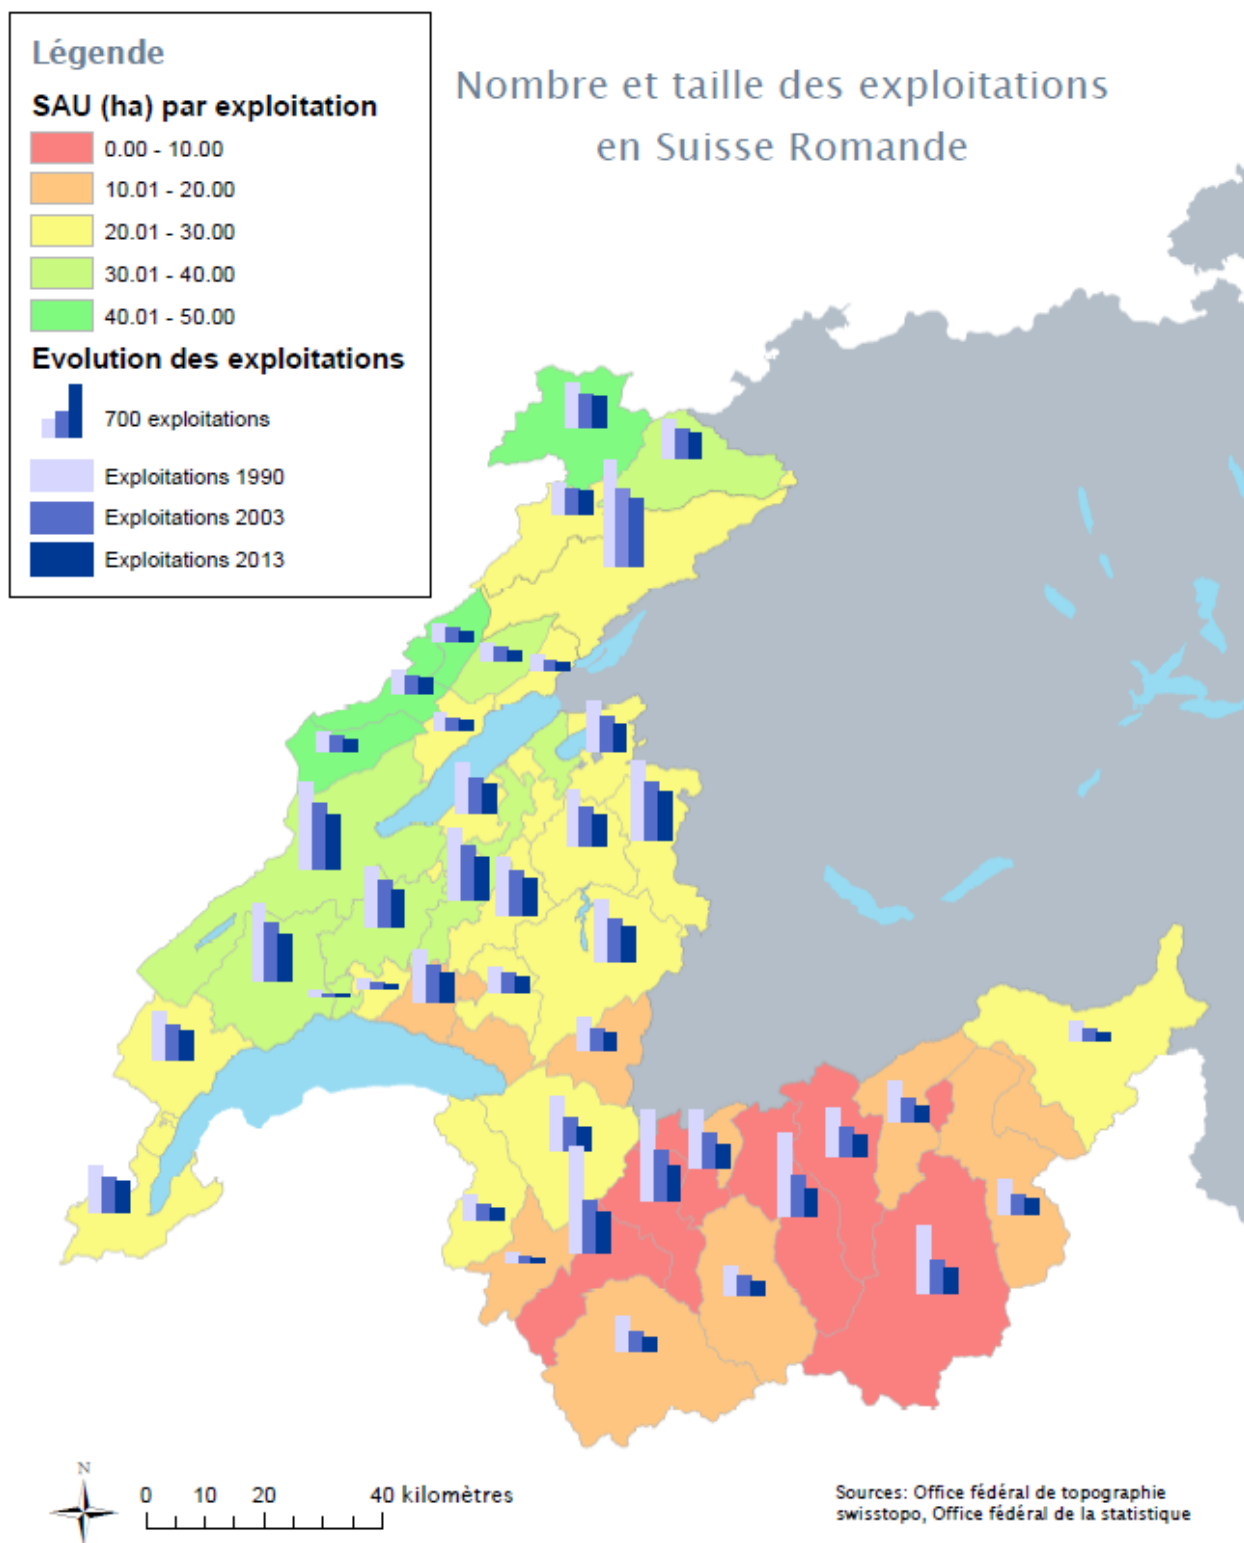 Légende
SAU (ha) par exploitation
0.00 - 10.00
10.01 - 20.00
20.01 - 30.00
30.01 - 40.00
40.01 - 50.00
Evolution des exploitations
700 exploitations
Exploitations 1990
Exploitations 2003
Exploitations 2013
Nombre et taille des exploitations
en Suisse Romande
N
0 10 20 40 kilomètres
Sources: Office fédéral de topographie
swisstopo, Office fédéral de la statistique